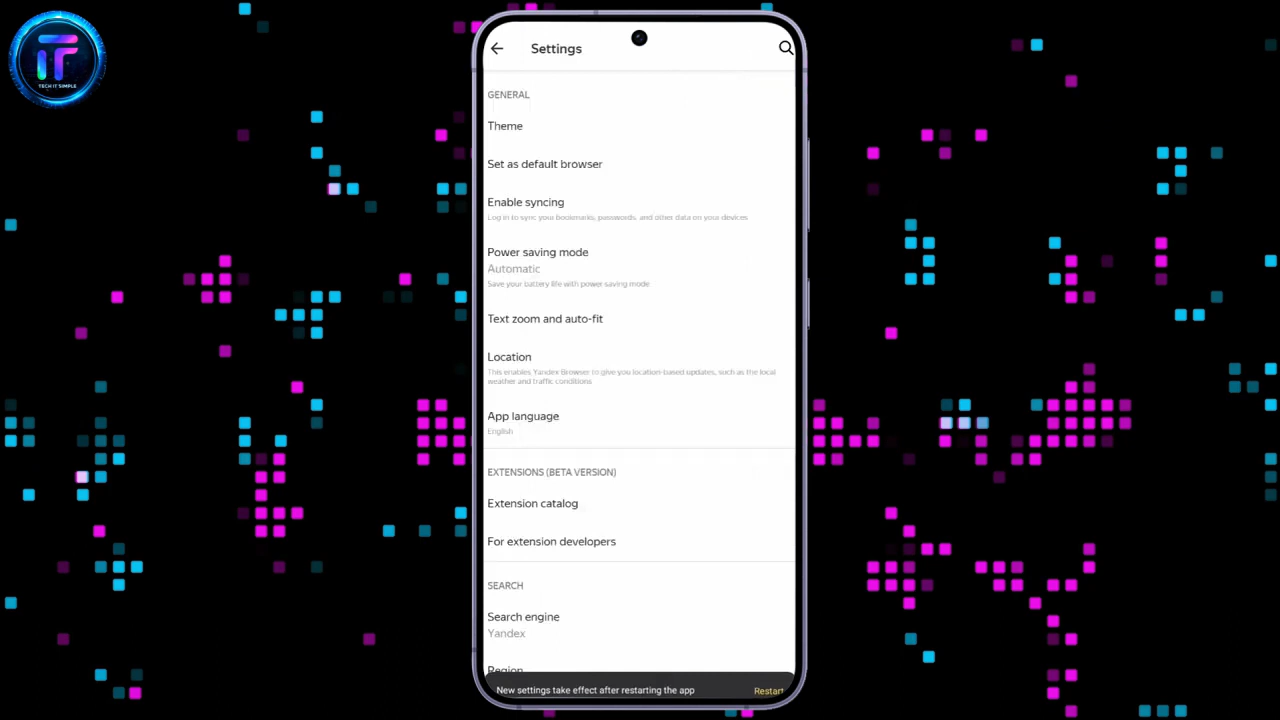 TECH IT SIMPLE
Settings
GENERAL
Theme
Set as default browser
Enable syncing
Log in to sync your bookmarks, passwords, and other data on your devices
Power saving mode
Automatic
Save your battery life with power saving mode
Text zoom and auto-fit
Location
This enables Yandex Browser to give you location-based updates, such as the local
weather and traffic conditions
App language
English
EXTENSIONS (BETA VERSION)
Extension catalog
For extension developers
SEARCH
Search engine
Yandex
Region
New settings take effect after restarting the app Restart